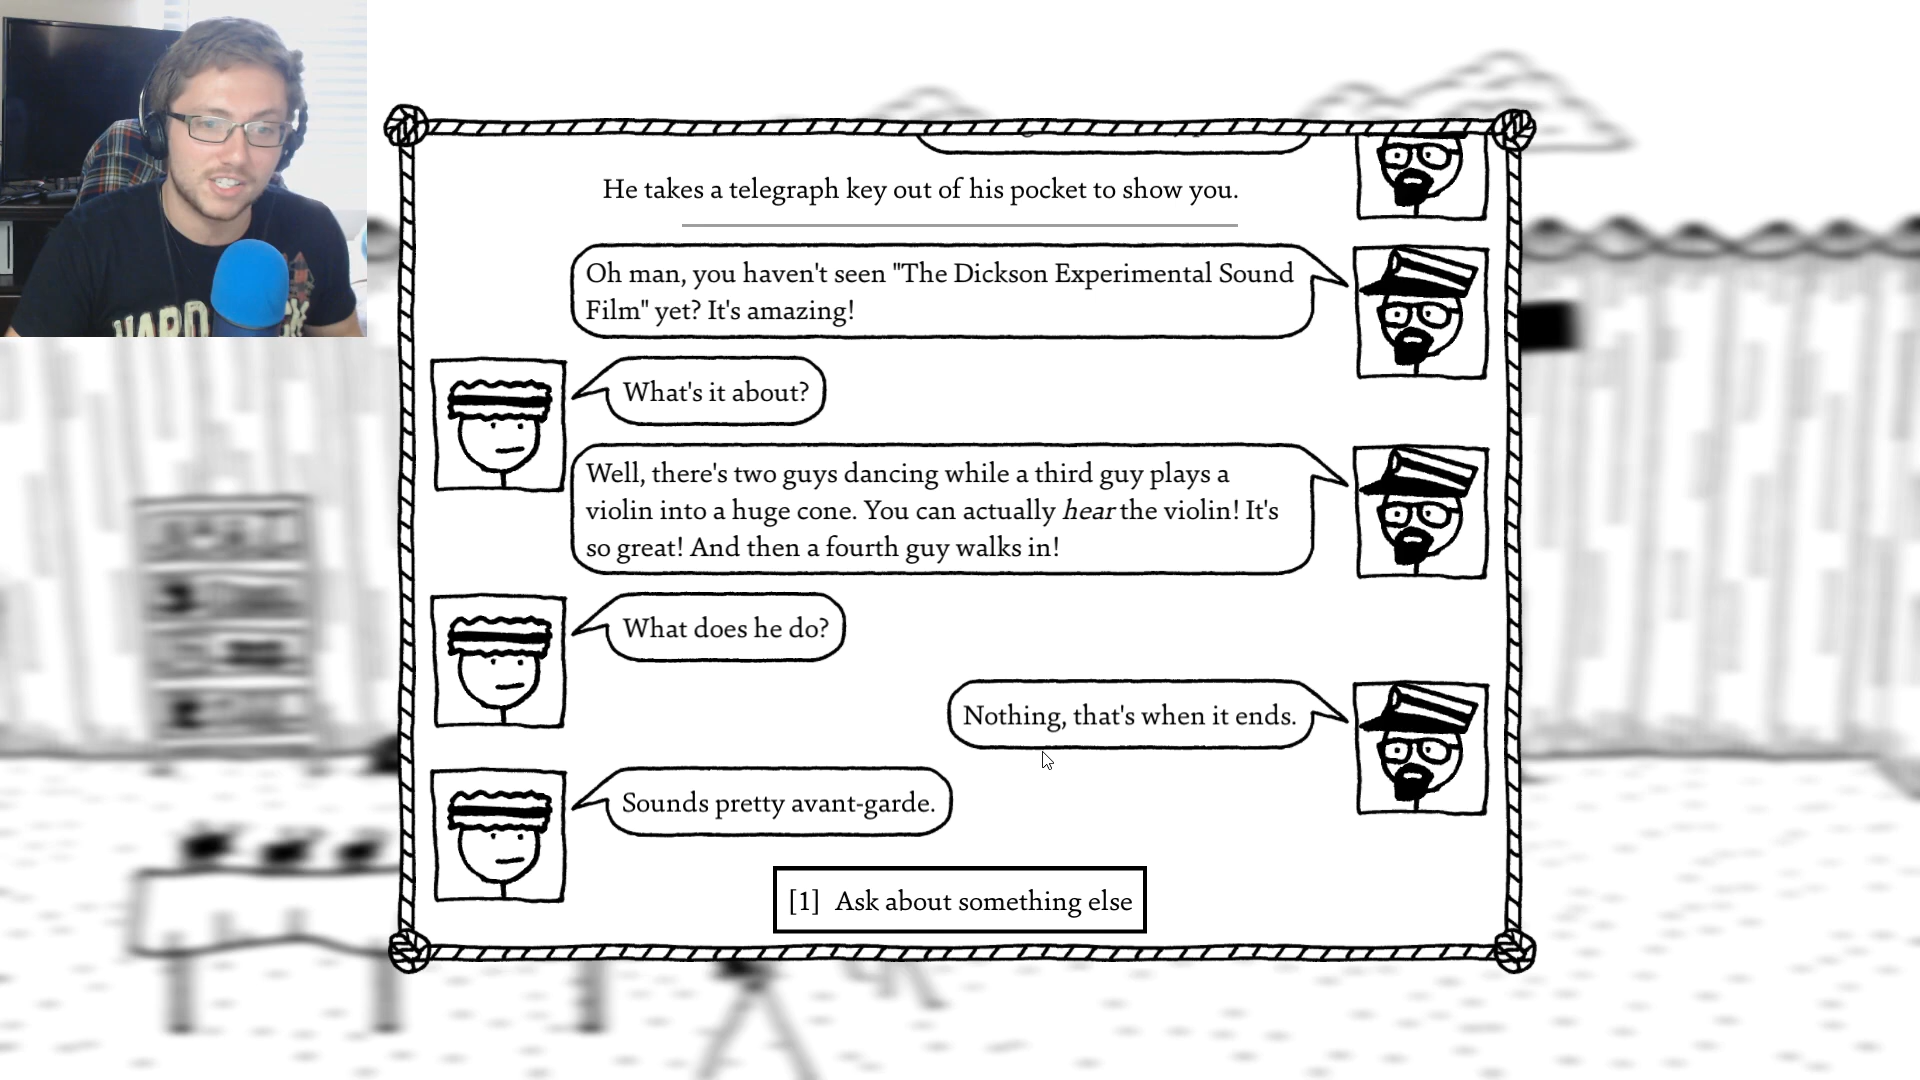 He takes a telegraph key out of his pocket to show you.
Oh man, you haven't seen "The Dickson Experimental Sound
Film" yet? It's amazing!
What's it about?
Well, there's two guys dancing while a third guy plays a
violin into a huge cone. You can actually hear the violin! It's
so great! And then a fourth guy walks in!
What does he do?
Nothing, that's when it ends.
Sounds pretty avant-garde.
[1] Ask about something else
HARD